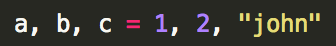 a, b, c = 1, 2, "john"